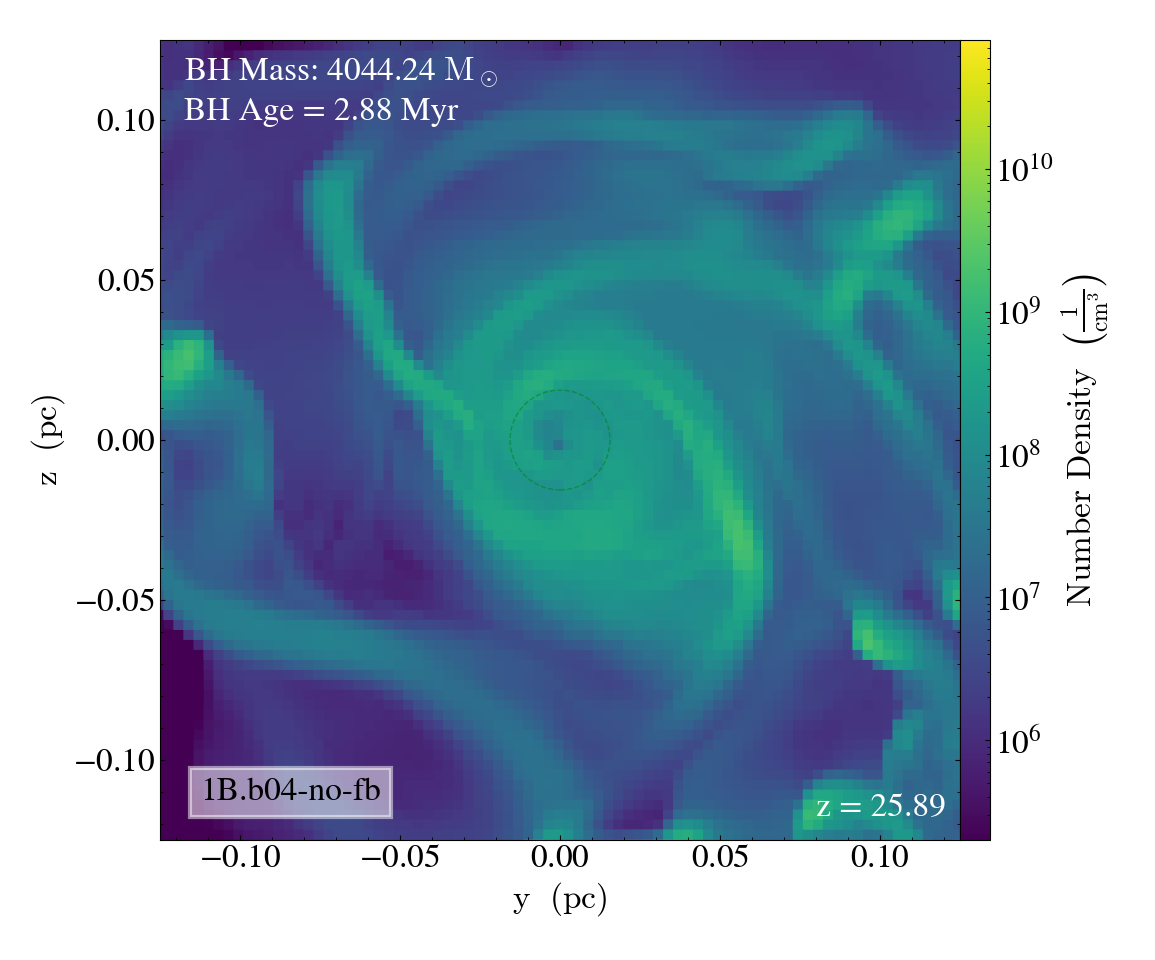 BH Mass: 4044.24 M⊙
BH Age = 2.88 Myr
0.10
0.05
0.00
−0.05
−0.10
z (pc)
1B.b04-no-fb
z = 25.89
−0.10 −0.05 0.00 0.05 0.10
y (pc)
10¹⁰
10⁹
10⁸
10⁷
10⁶
Number Density (1/cm³)